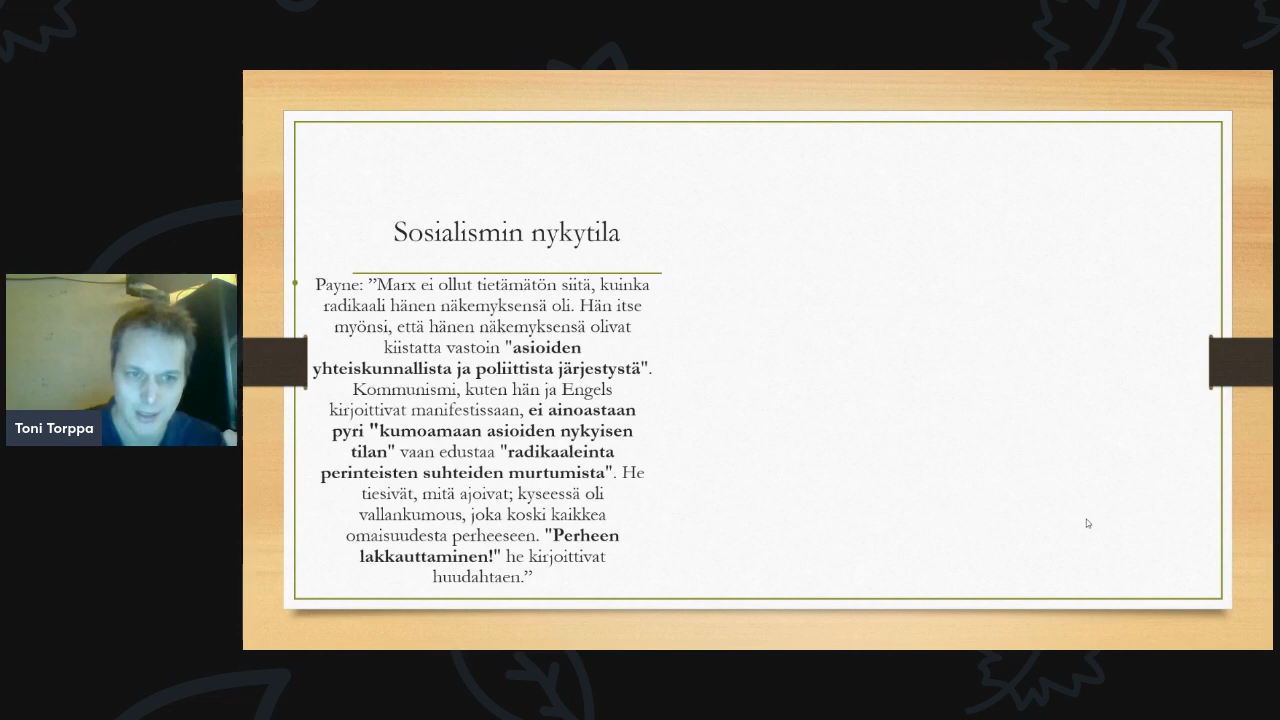 Sosialismin nykytila
Payne: ”Marx ei ollut tietämätön siitä, kuinka
radikaali hänen näkemyksensä oli. Hän itse
myönsi, että hänen näkemyksensä olivat
kiistatta vastoin "asioiden
yhteiskunnallista ja poliittista järjestystä".
Kommunismi, kuten hän ja Engels
kirjoittivat manifestissaan, ei ainoastaan
pyri "kumoamaan asioiden nykyisen
tilan" vaan edustaa "radikaaleinta
perinteisten suhteiden murtumista". He
tiesivät, mitä ajoivat; kyseessä oli
vallankumous, joka koski kaikkea
omaisuudesta perheeseen. "Perheen
lakkauttaminen!" he kirjoittivat
huudahtaen.”
Toni Torppa